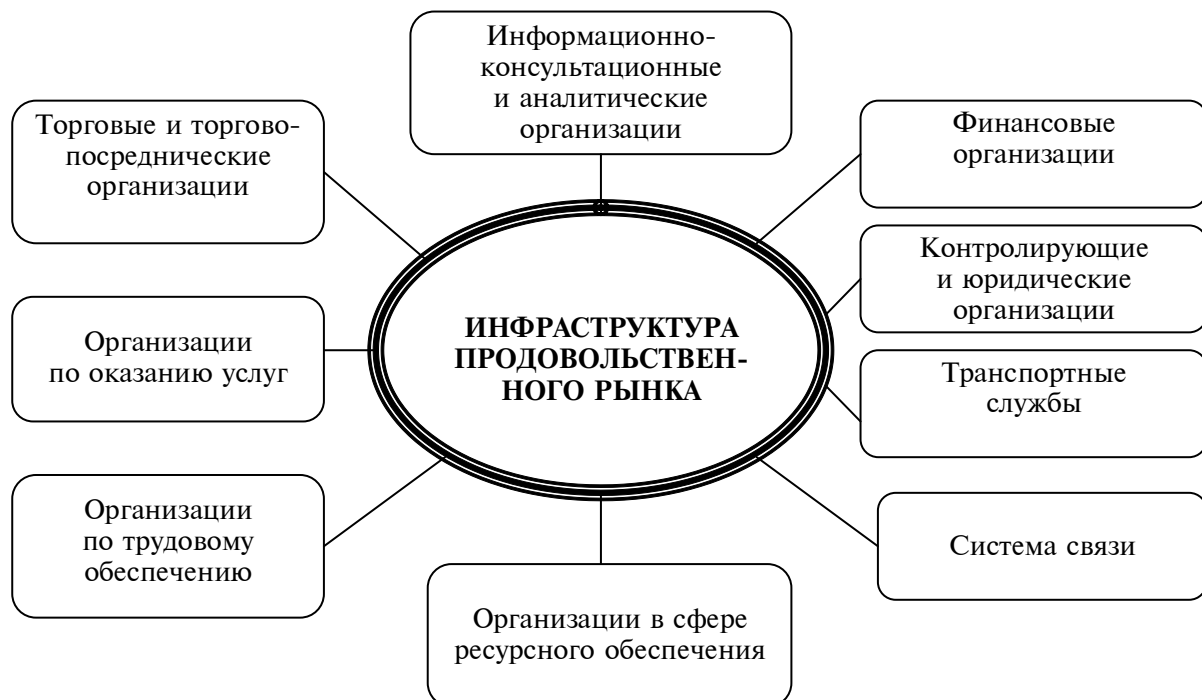 Информационно-
консультационные
и аналитические
организации
Торговые и торгово-
посреднические
организации
Финансовые
организации
Контролирующие
и юридические
организации
Организации
по оказанию услуг
ИНФРАСТРУКТУРА
ПРОДОВОЛЬСТВЕН-
НОГО РЫНКА
Транспортные
службы
Организации
по трудовому
обеспечению
Система связи
Организации в сфере
ресурсного обеспечения